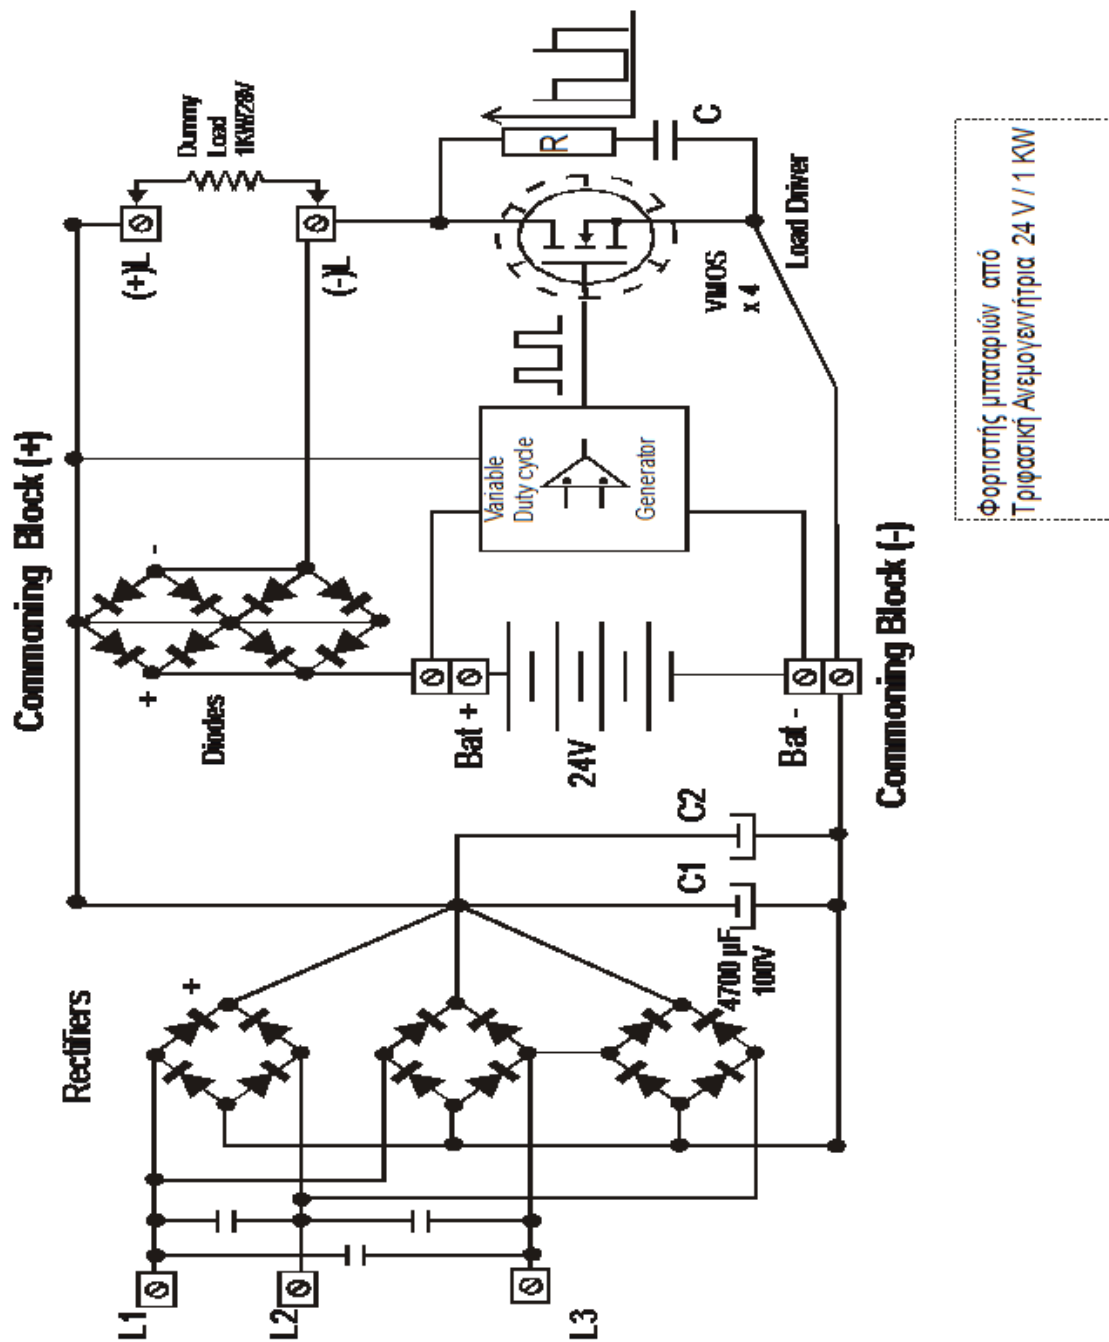 Commoning Block (+)
Dummy
Load
1KW/28V
(+)L
(-)L
R
C
VMOS
x 4
Load Driver
Variable
Duty cycle
Generator
-
+
Diodes
Bat +
24V
Bat -
Commoning Block (-)
C2
C1
4700 µF
100V
+
Rectifiers
L1
L2
L3
Φορτιστής μπαταριών από
Τριφασική Ανεμογεννήτρια 24 V / 1 KW